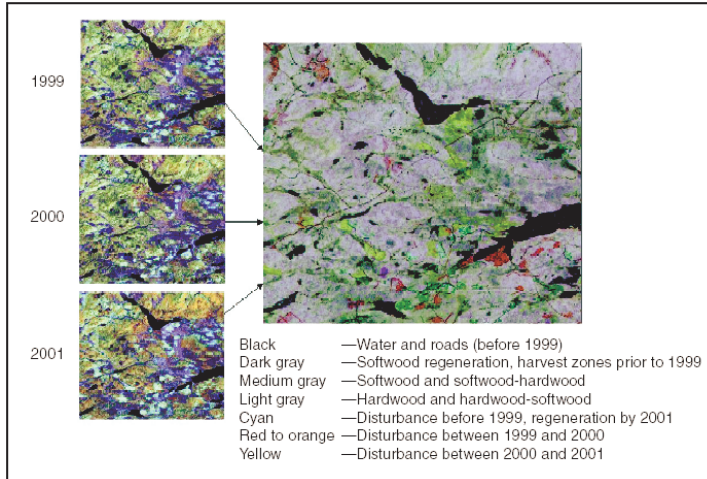 1999
2000
2001
Black —Water and roads (before 1999)
Dark gray —Softwood regeneration, harvest zones prior to 1999
Medium gray —Softwood and softwood-hardwood
Light gray —Hardwood and hardwood-softwood
Cyan —Disturbance before 1999, regeneration by 2001
Red to orange —Disturbance between 1999 and 2000
Yellow —Disturbance between 2000 and 2001